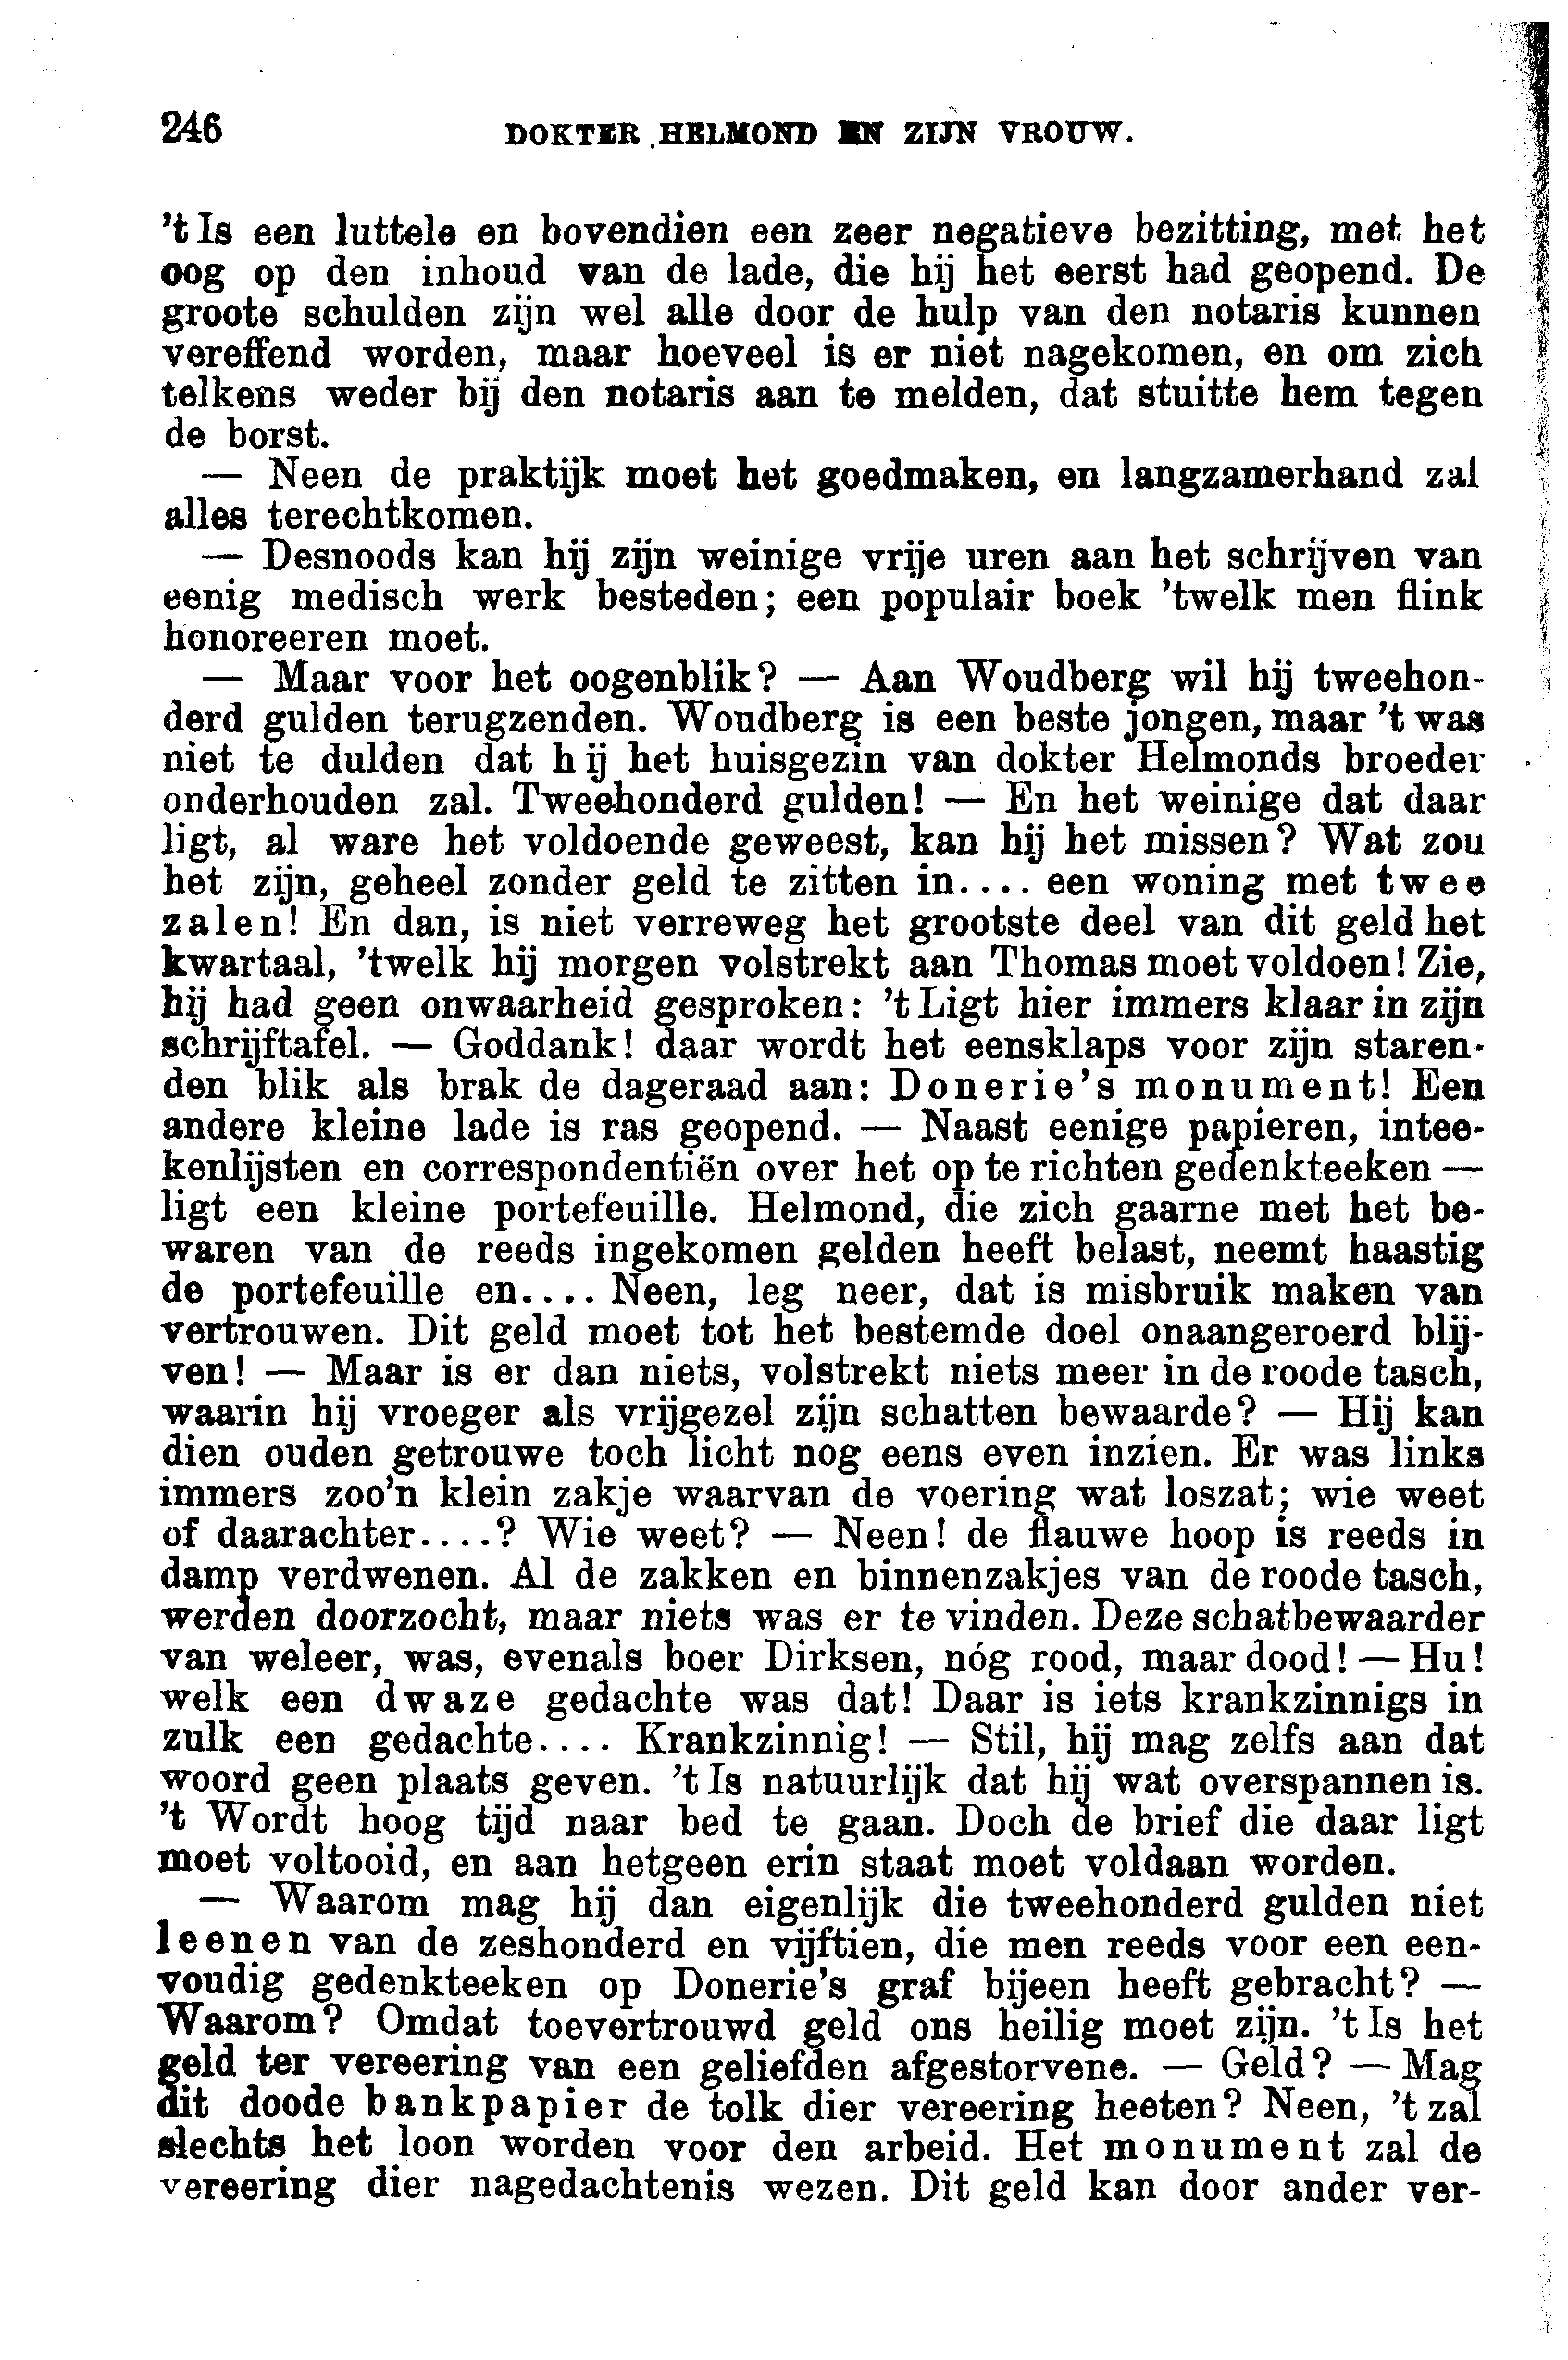 246 DOKTER HELMOND EN ZIJN VROUW.
't Is een luttele en bovendien een zeer negatieve bezitting, met het
oog op den inhoud van de lade, die hij het eerst had geopend. De
groote schulden zijn wel alle door de hulp van den notaris kunnen
vereffend worden, maar hoeveel is er niet nagekomen, en om zich
telkens weder bij den notaris aan te melden, dat stuitte hem tegen
de borst.
— Neen de praktijk moet het goedmaken, en langzamerhand zal
alles terechtkomen.
— Desnoods kan hij zijn weinige vrije uren aan het schrijven van
eenig medisch werk besteden; een populair boek 'twelk men flink
honoreeren moet.
— Maar voor het oogenblik? — Aan Woudberg wil hij tweehon-
derd gulden terugzenden. Woudberg is een beste jongen, maar 't was
niet te dulden dat hij het huisgezin van dokter Helmonds broeder
onderhouden zal. Tweehonderd gulden! — En het weinige dat daar
ligt, al ware het voldoende geweest, kan hij het missen? Wat zou
het zijn, geheel zonder geld te zitten in.... een woning met twee
zalen! En dan, is niet verreweg het grootste deel van dit geld het
kwartaal, 'twelk hij morgen volstrekt aan Thomas moet voldoen! Zie,
hij had geen onwaarheid gesproken: 't Ligt hier immers klaar in zijn
schrijftafel. — Goddank! daar wordt het eensklaps voor zijn staren-
den blik als brak de dageraad aan: Donerie's monument! Een
andere kleine lade is ras geopend. — Naast eenige papieren, intee-
kenlijsten en correspondentiën over het op te richten gedenkteeken —
ligt een kleine portefeuille. Helmond, die zich gaarne met het be-
waren van de reeds ingekomen gelden heeft belast, neemt haastig
de portefeuille en.... Neen, leg neer, dat is misbruik maken van
vertrouwen. Dit geld moet tot het bestemde doel onaangeroerd blij-
ven! — Maar is er dan niets, volstrekt niets meer in de roode tasch,
waarin hij vroeger als vrijgezel zijn schatten bewaarde? — Hij kan
dien ouden getrouwe toch licht nog eens even inzien. Er was links
immers zoo'n klein zakje waarvan de voering wat loszat; wie weet
of daarachter....? Wie weet? — Neen! de flauwe hoop is reeds in
damp verdwenen. Al de zakken en binnenzakjes van de roode tasch,
werden doorzocht, maar niets was er te vinden. Deze schatbewaarder
van weleer, was, evenals boer Dirksen, nóg rood, maar dood! — Hu!
welk een dwaze gedachte was dat! Daar is iets krankzinnigs in
zulk een gedachte.... Krankzinnig! — Stil, hij mag zelfs aan dat
woord geen plaats geven. 't Is natuurlijk dat hij wat overspannen is.
't Wordt hoog tijd naar bed te gaan. Doch de brief die daar ligt
moet voltooid, en aan hetgeen erin staat moet voldaan worden.
— Waarom mag hij dan eigenlijk die tweehonderd gulden niet
leenen van de zeshonderd en vijftien, die men reeds voor een een-
voudig gedenkteeken op Donerie's graf bijeen heeft gebracht? —
Waarom? Omdat toevertrouwd geld ons heilig moet zijn. 't Is het
geld ter vereering van een geliefden afgestorvene. — Geld? — Mag
dit doode bankpapier de tolk dier vereering heeten? Neen, 't zal
slechts het loon worden voor den arbeid. Het monument zal de
vereering dier nagedachtenis wezen. Dit geld kan door ander ver-